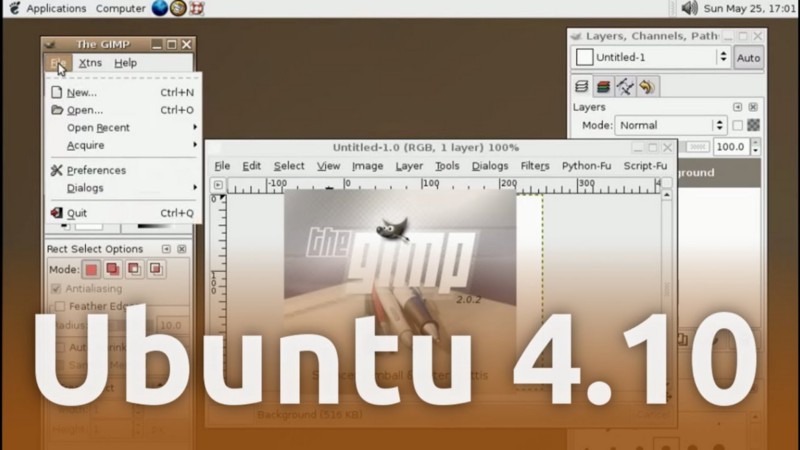 Applications Computer
Sun May 25, 17:01
The GIMP
File Xtns Help
New... Ctrl+N
Open... Ctrl+O
Open Recent
Acquire
Preferences
Dialogs
Quit Ctrl+Q
Rect Select Options
Mode:
Antialiasing
Feather Edges
Radius: 10.0
Untitled-1.0 (RGB, 1 layer) 100%
File Edit Select View Image Layer Tools Dialogs Filters Python-Fu Script-Fu
-100 0 100 200 300
the gimp
2.0.2
Background (516 KB)
Cancel
Layers, Channels, Path
Untitled-1
Auto
Layers
Mode: Normal
100.0
ground
Ubuntu 4.10